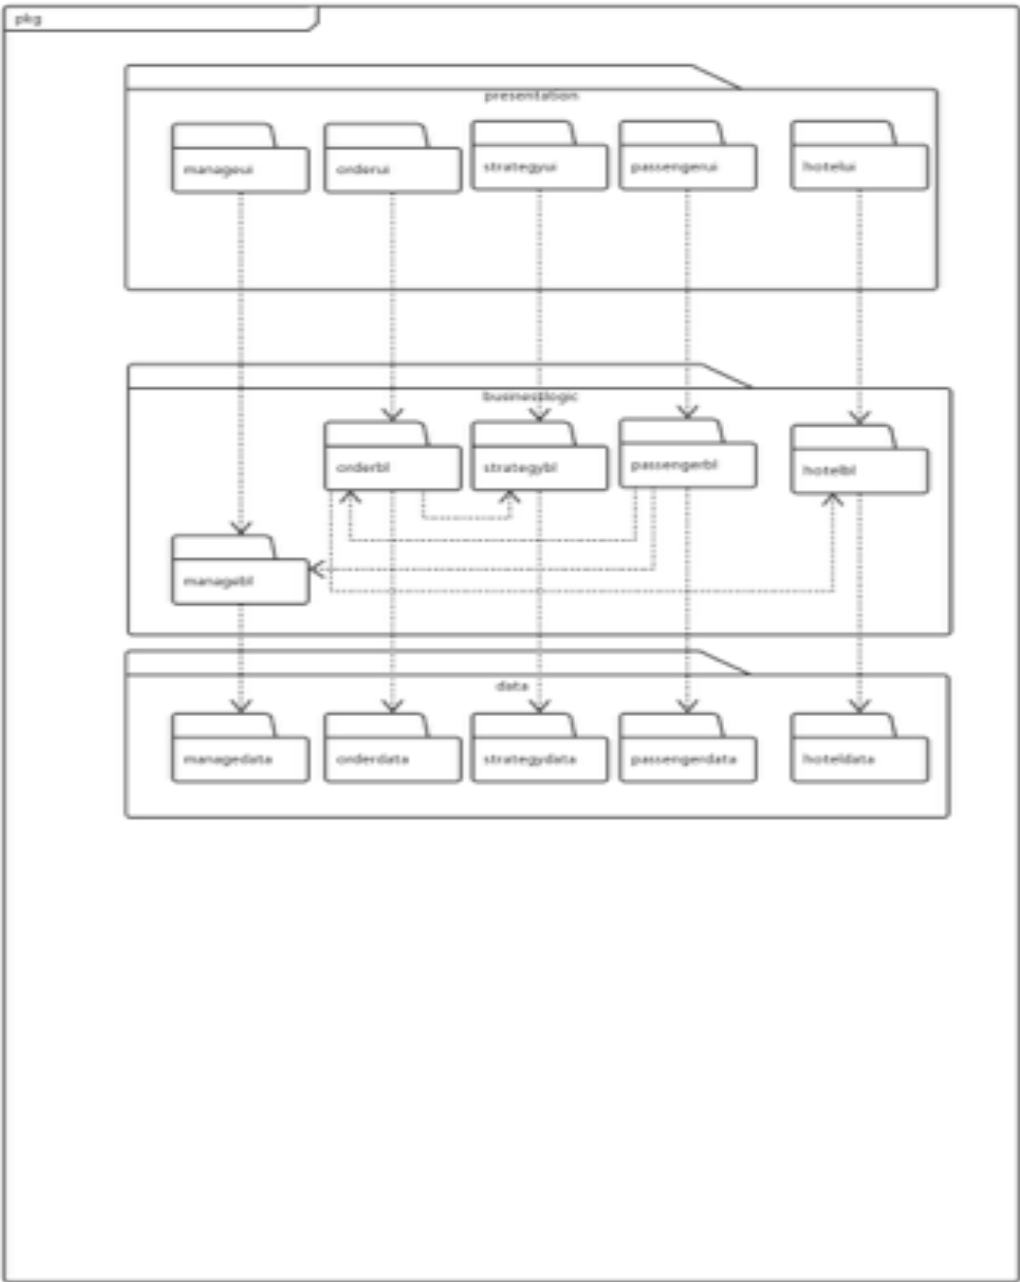 pkg
presentation
manageui
orderui
strategyui
passengerui
hotelui
businesslogic
orderbl
strategybl
passengerbl
hotelbl
managebl
data
managedata
orderdata
strategydata
passengerdata
hoteldata